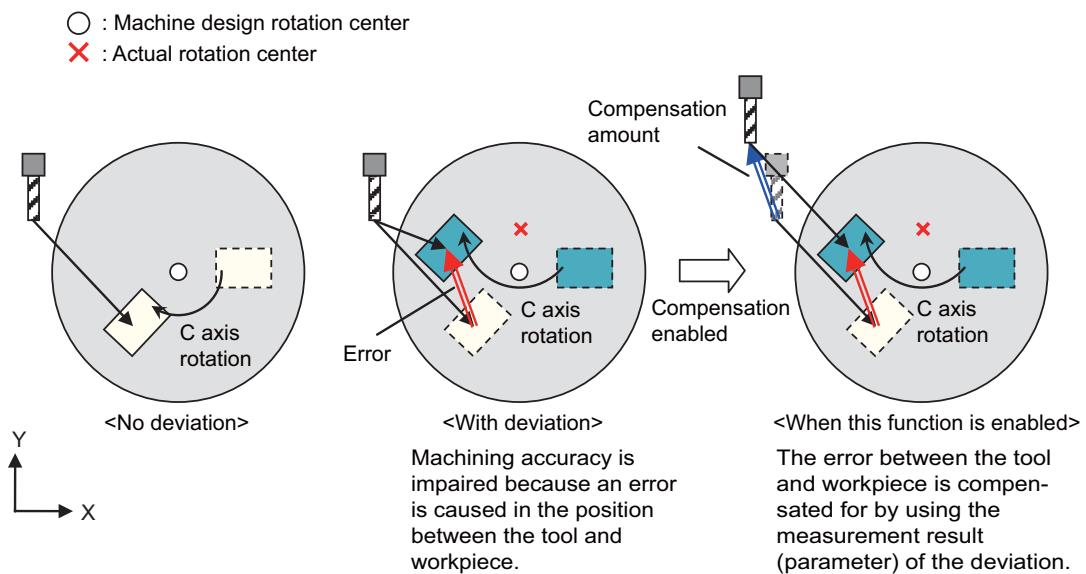 : Machine design rotation center
: Actual rotation center
Compensation
amount
C axis
rotation
Error
C axis
rotation
Compensation
enabled
C axis
rotation
<No deviation>
<With deviation>
<When this function is enabled>
Y
X
Machining accuracy is
impaired because an error
is caused in the position
between the tool and
workpiece.
The error between the tool
and workpiece is compen-
sated for by using the
measurement result
(parameter) of the deviation.